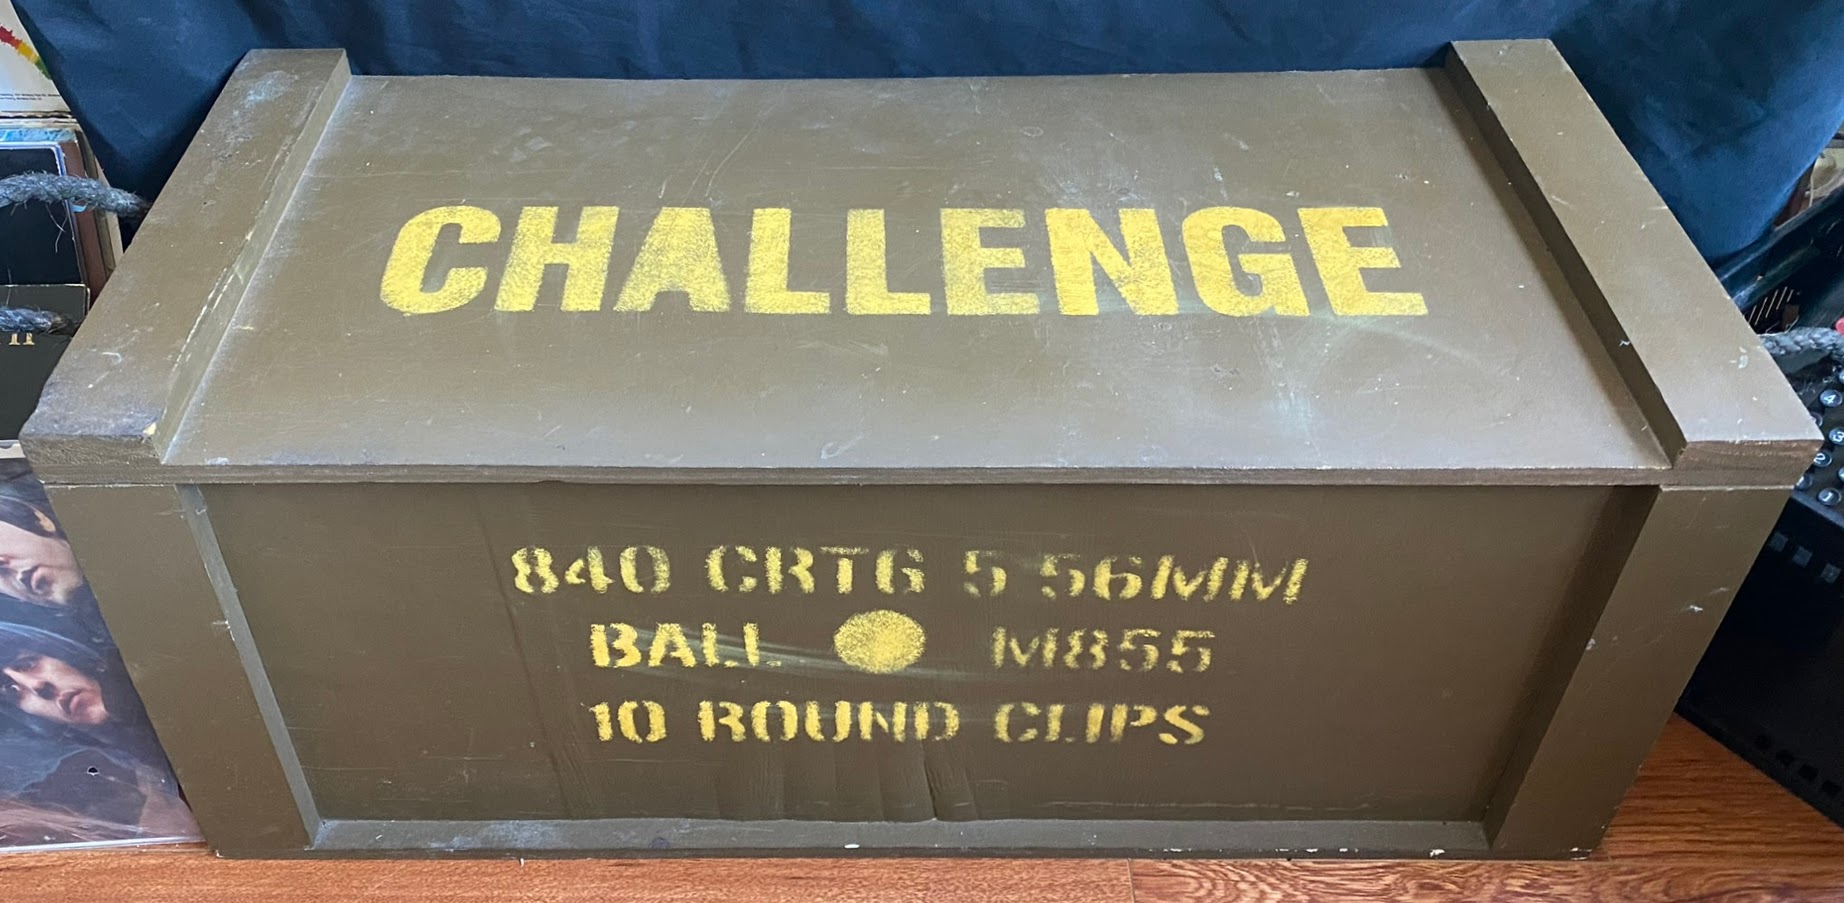 CHALLENGE
840 CRTG 5 56MM
BALL M855
10 ROUND CLIPS